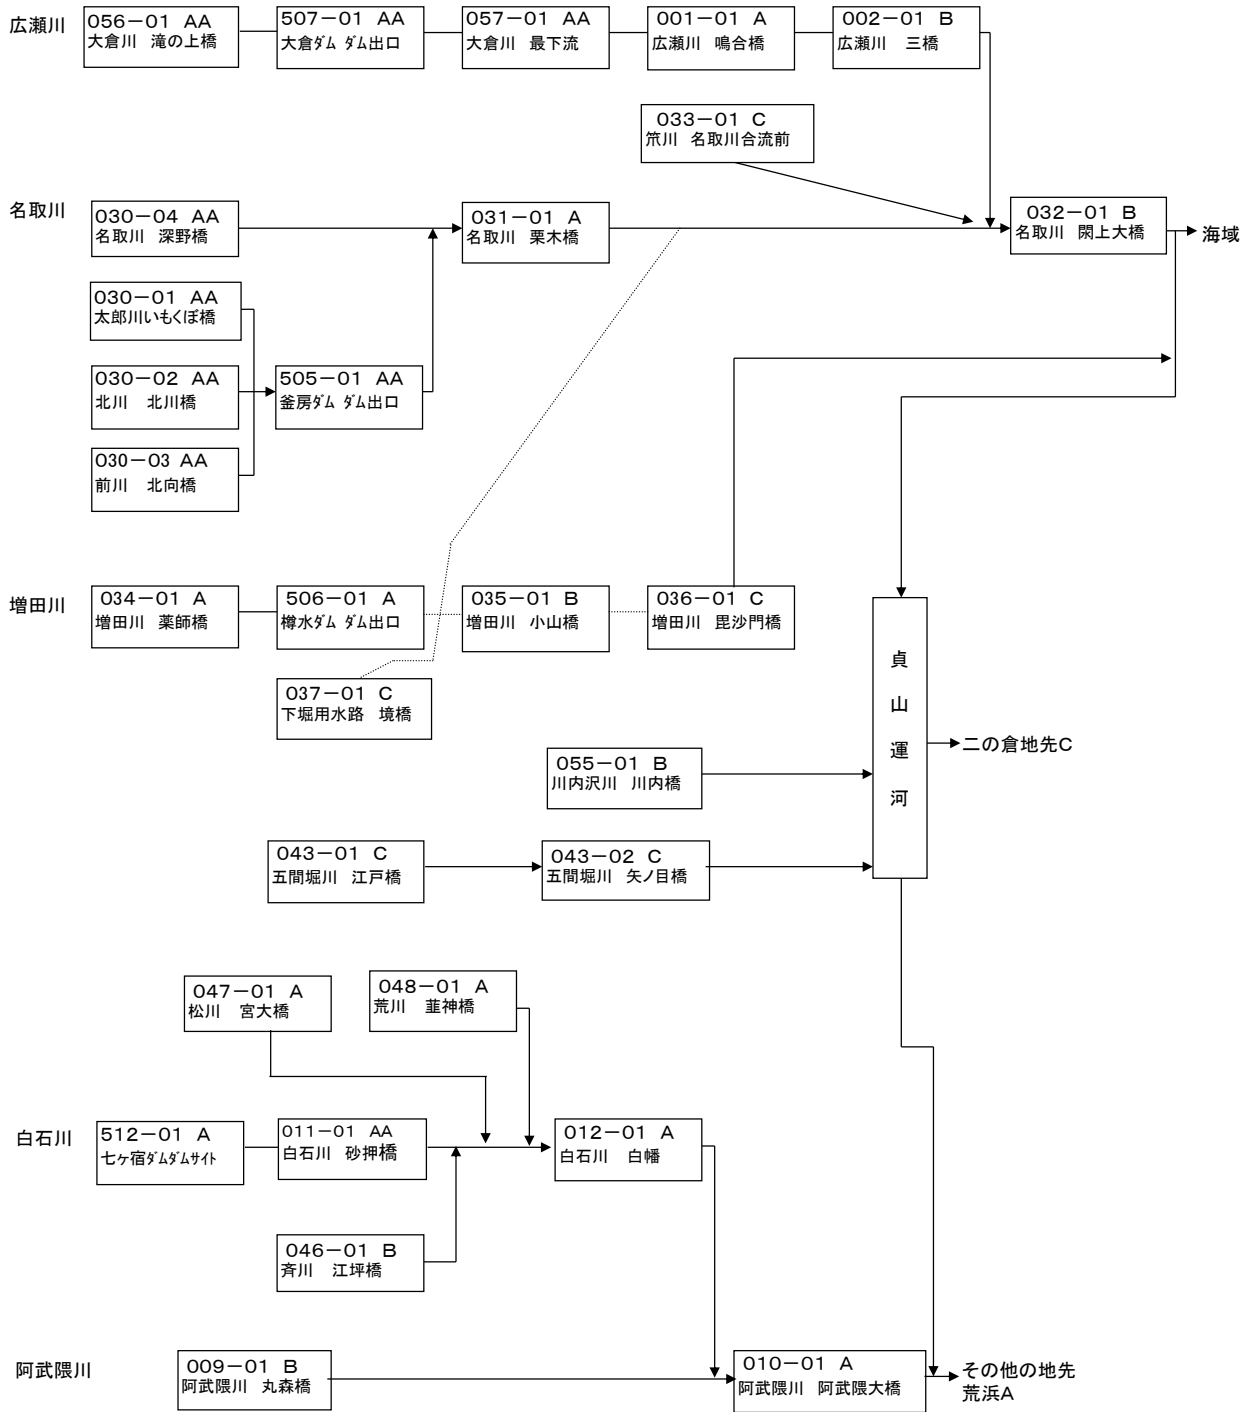 広瀬川
056－01 AA
大倉川 滝の上橋
507－01 AA
大倉ダム ダム出口
057－01 AA
大倉川 最下流
001－01 A
広瀬川 鳴合橋
002－01 B
広瀬川 三橋
033－01 C
笊川 名取川合流前
名取川
030－04 AA
名取川 深野橋
031－01 A
名取川 栗木橋
032－01 B
名取川 閖上大橋
海域
030－01 AA
太郎川いもくぼ橋
030－02 AA
北川 北川橋
505－01 AA
釜房ダム ダム出口
030－03 AA
前川 北向橋
増田川
034－01 A
増田川 薬師橋
506－01 A
樽水ダム ダム出口
035－01 B
増田川 小山橋
036－01 C
増田川 毘沙門橋
037－01 C
下堀用水路 境橋
貞
山
運
河
二の倉地先C
055－01 B
川内沢川 川内橋
043－01 C
五間堀川 江戸橋
043－02 C
五間堀川 矢ノ目橋
047－01 A
松川 宮大橋
048－01 A
荒川 韮神橋
白石川
512－01 A
七ヶ宿ダムダムサイト
011－01 AA
白石川 砂押橋
012－01 A
白石川 白幡
046－01 B
斉川 江坪橋
阿武隈川
009－01 B
阿武隈川 丸森橋
010－01 A
阿武隈川 阿武隈大橋
その他の地先
荒浜A